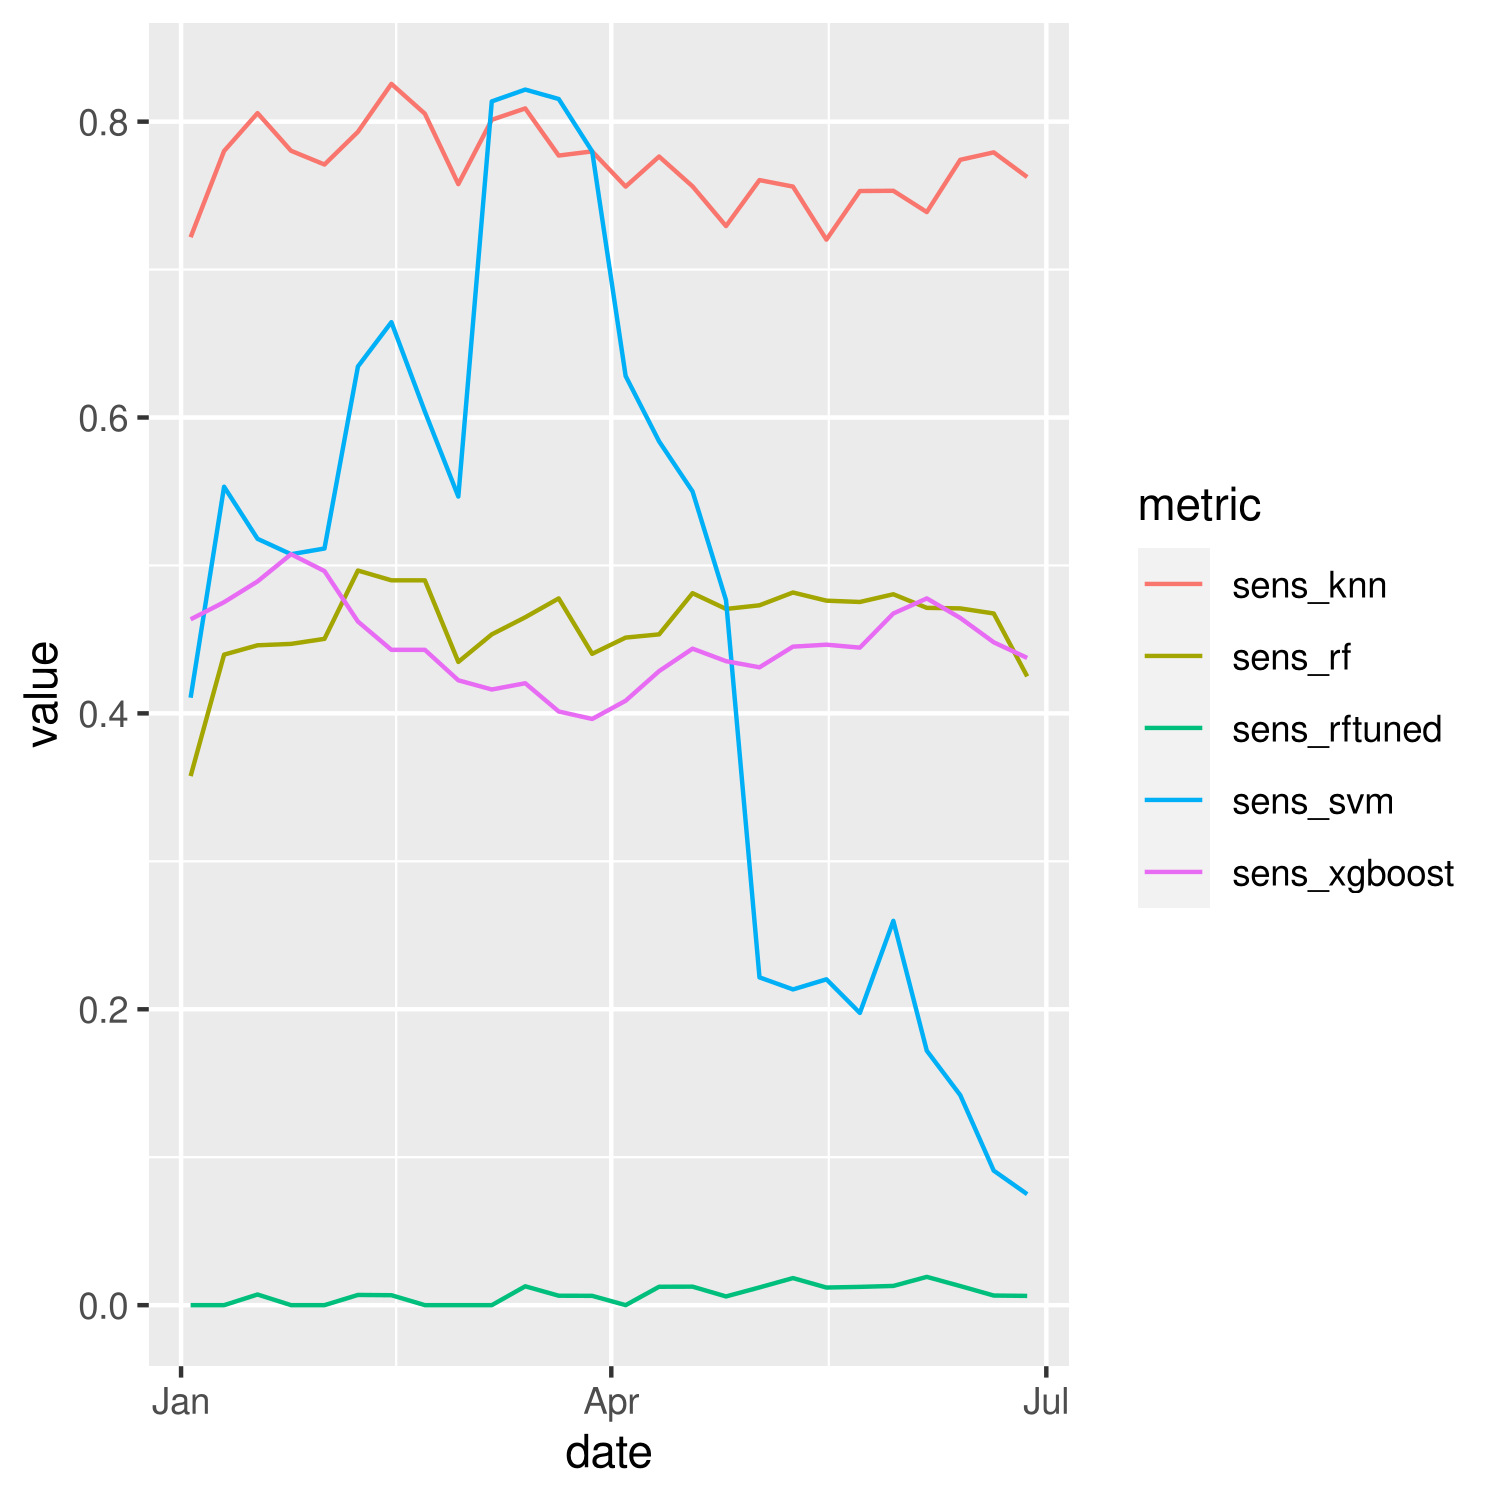 0.8
0.6
0.4
0.2
0.0
value
Jan
Apr
Jul
date
metric
sens_knn
sens_rf
sens_rftuned
sens_svm
sens_xgboost